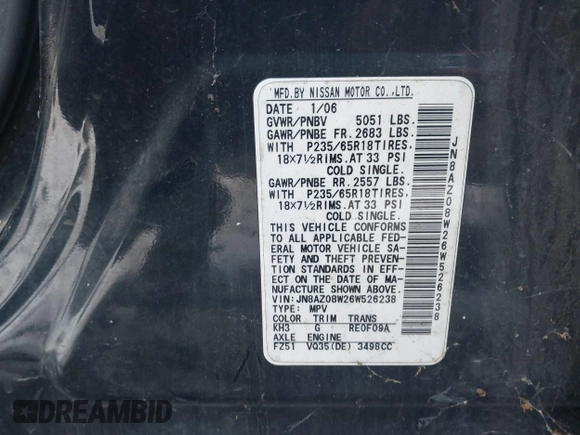 MFD.BY NISSAN MOTOR CO.,LTD.
DATE 1/06
GVWR/PNBV 5051 LBS.
GAWR/PNBE FR.2683 LBS.
WITH P235/65R18TIRES.
18X7½RIMS.AT 33 PSI
COLD SINGLE.
GAWR/PNBE RR.2557 LBS.
WITH P235/65R18TIRES.
18X7½RIMS.AT 33 PSI
COLD SINGLE.
THIS VEHICLE CONFORMS
TO ALL APPLICABLE FED-
ERAL MOTOR VEHICLE SA-
FETY AND THEFT PREVEN-
TION STANDARDS IN EFF-
ECT ON THE DATE OF MA-
NUFACTURE SHOWN ABOVE.
VIN:JN8AZ08W26W526238
TYPE: MPV
COLOR TRIM TRANS
KH3 G RE0F09A
AXLE ENGINE
FZ51 VQ35(DE) 3498CC
JN8AZ08W26W526238
DREAMBID